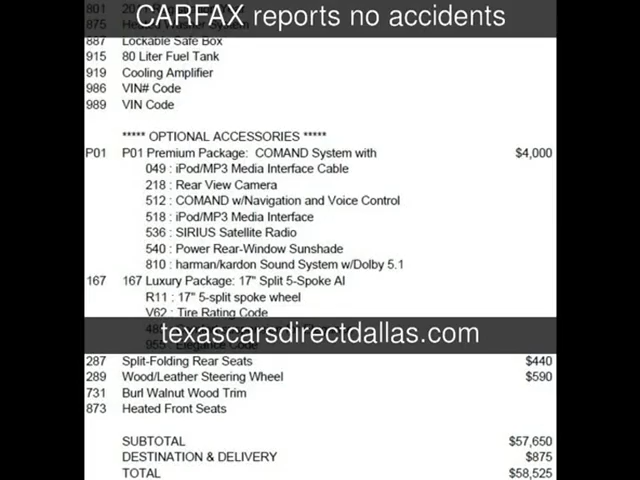 CARFAX reports no accidents
801
875
887 Lockable Safe Box
915 80 Liter Fuel Tank
919 Cooling Amplifier
986 VIN# Code
989 VIN Code
***** OPTIONAL ACCESSORIES *****
P01 P01 Premium Package: COMAND System with $4,000
049 : iPod/MP3 Media Interface Cable
218 : Rear View Camera
512 : COMAND w/Navigation and Voice Control
518 : iPod/MP3 Media Interface
536 : SIRIUS Satellite Radio
540 : Power Rear-Window Sunshade
810 : harman/kardon Sound System w/Dolby 5.1
167 167 Luxury Package: 17" Split 5-Spoke Al
R11 : 17" 5-split spoke wheel
V62 : Tire Rating Code
texascarsdirectdallas.com
955 : Elegance Code
287 Split-Folding Rear Seats $440
289 Wood/Leather Steering Wheel $590
731 Burl Walnut Wood Trim
873 Heated Front Seats
SUBTOTAL $57,650
DESTINATION & DELIVERY $875
TOTAL $58,525